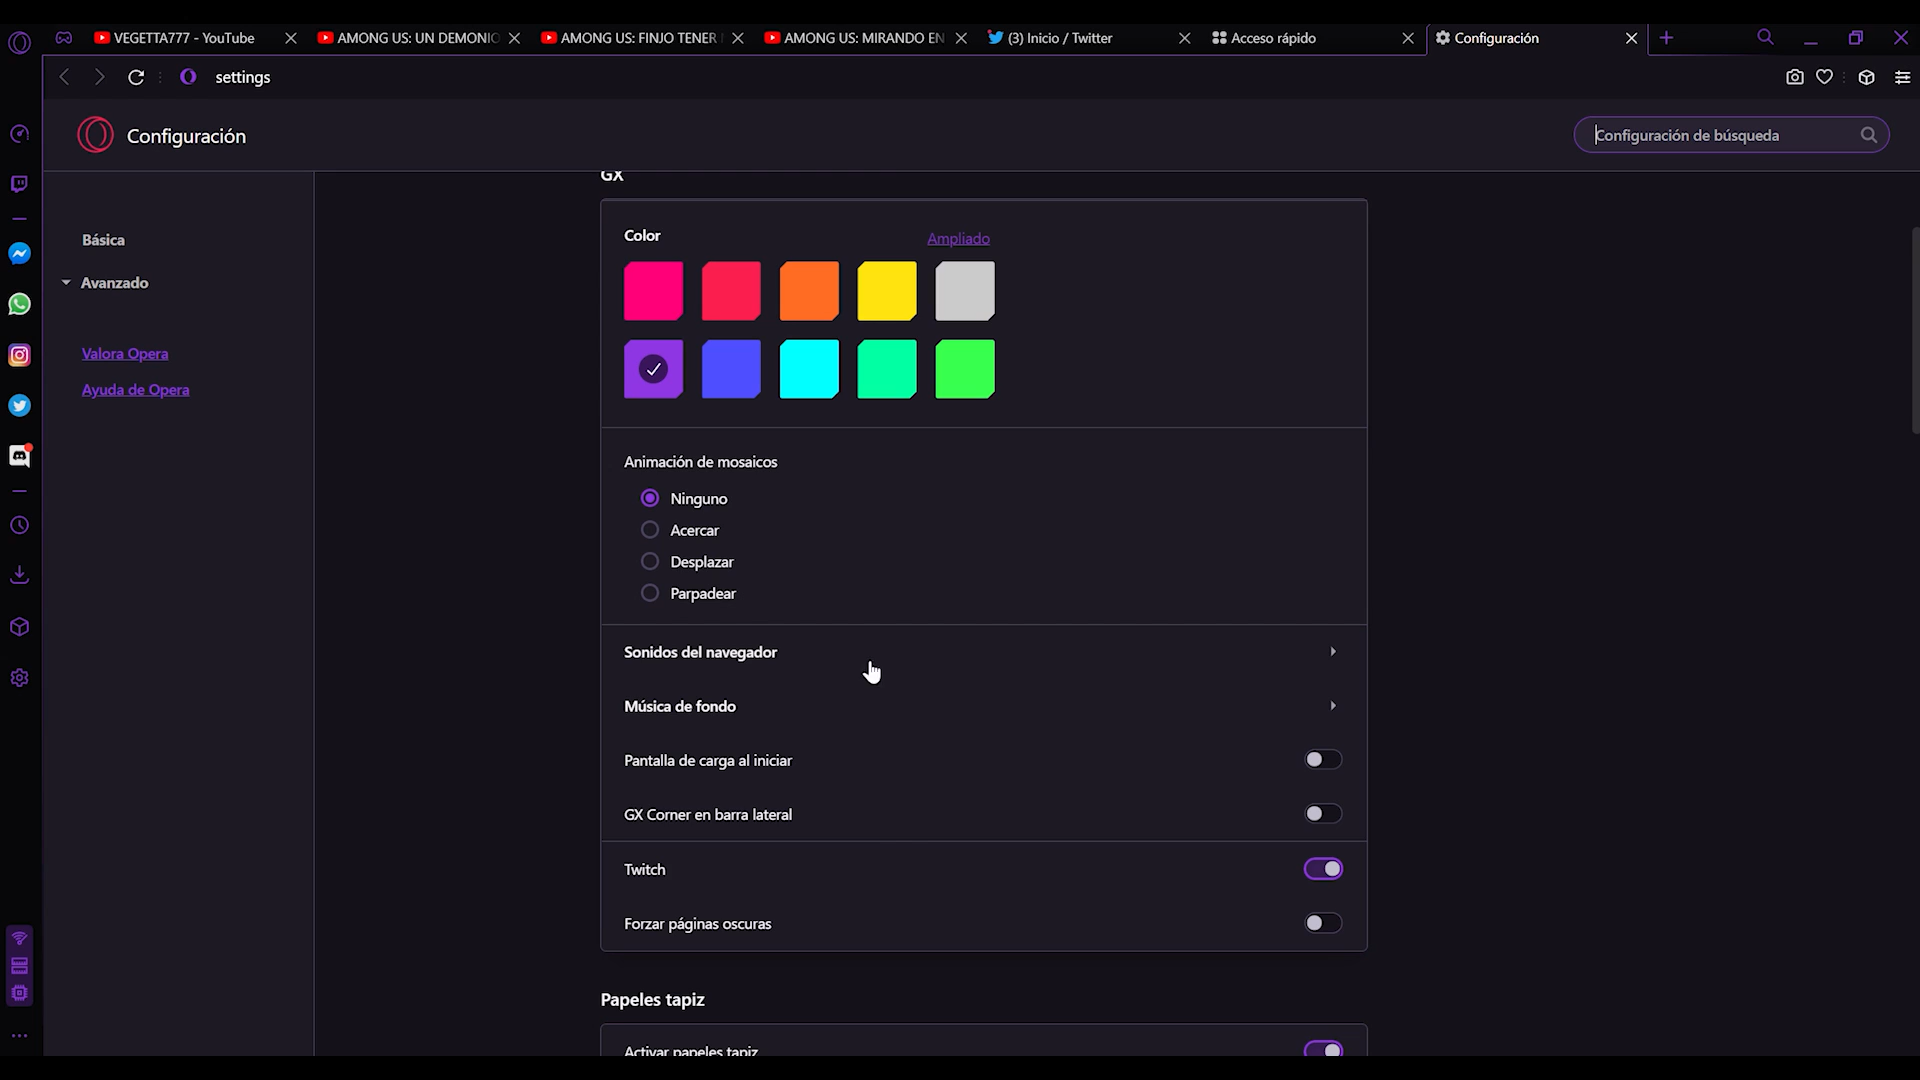 VEGETTA777 - YouTube
AMONG US: UN DEMONIO
AMONG US: FINJO TENER
AMONG US: MIRANDO EN
(3) Inicio / Twitter
Acceso rápido
Configuración
settings
Configuración
Configuración de búsqueda
GX
Básica
Avanzado
Valora Opera
Ayuda de Opera
Color
Ampliado
Animación de mosaicos
Ninguno
Acercar
Desplazar
Parpadear
Sonidos del navegador
Música de fondo
Pantalla de carga al iniciar
GX Corner en barra lateral
Twitch
Forzar páginas oscuras
Papeles tapiz
Activar papeles tapiz